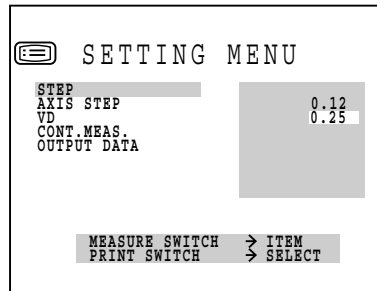 SETTING MENU
STEP
AXIS STEP 0.12
VD 0.25
CONT.MEAS.
OUTPUT DATA
MEASURE SWITCH → ITEM
PRINT SWITCH → SELECT